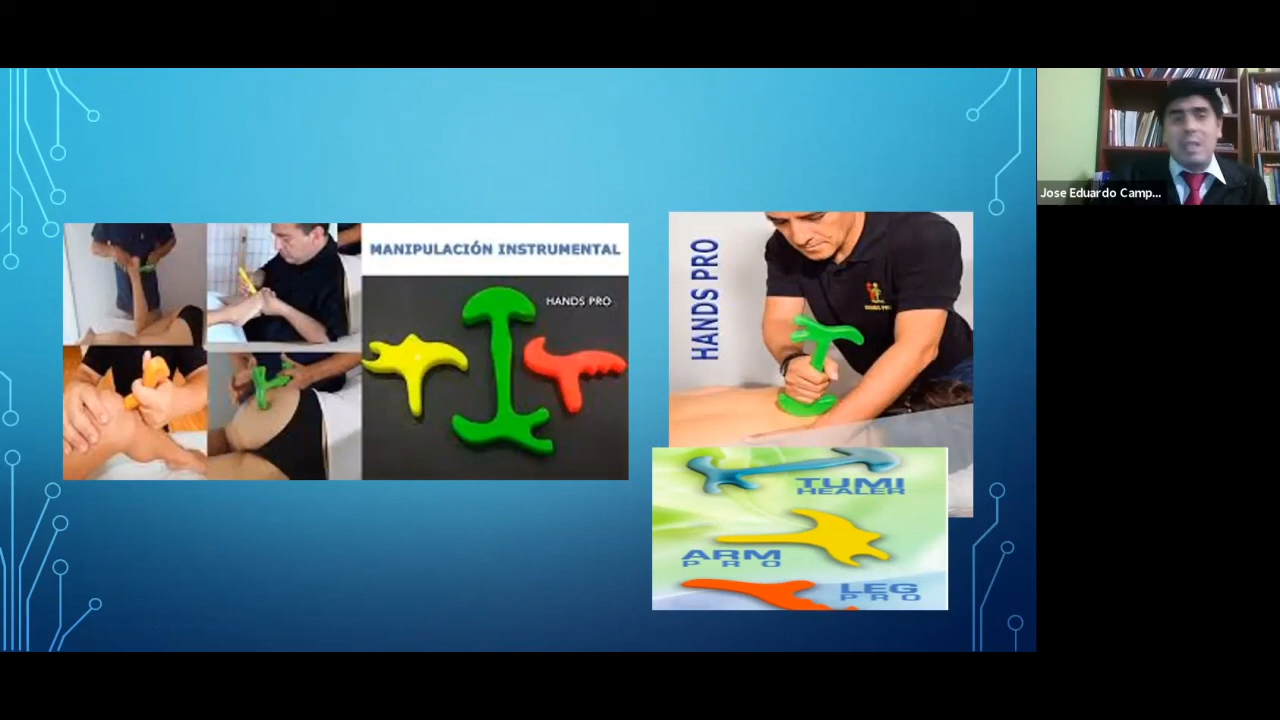 MANIPULACIÓN INSTRUMENTAL
HANDS PRO
HANDS PRO
TUMI
HEALER
ARM
PRO
LEG
PRO
Jose Eduardo Camp...